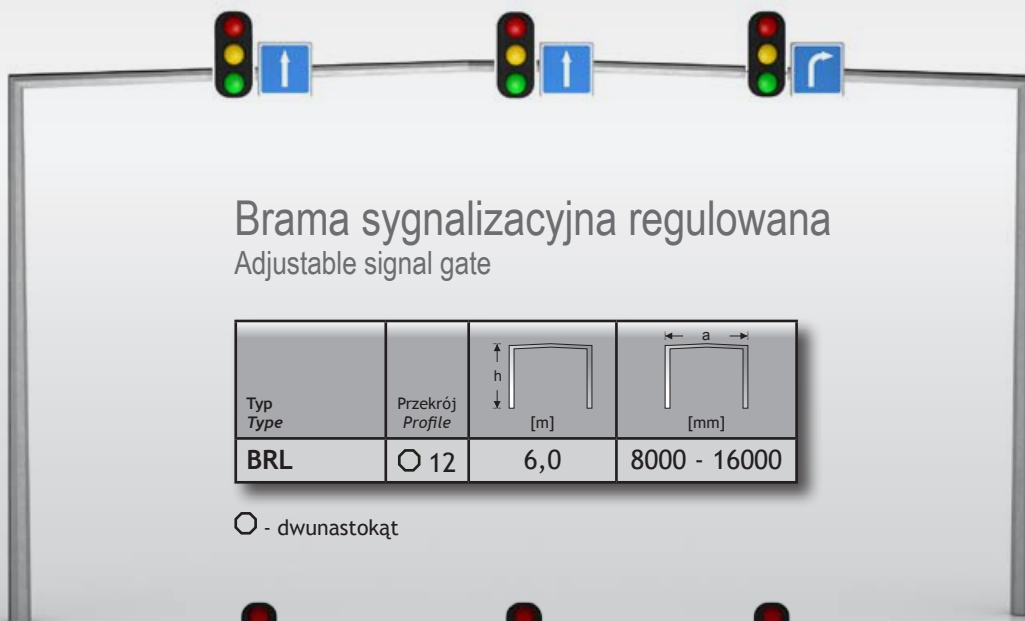 Brama sygnalizacyjna regulowana
Adjustable signal gate
Typ
Type
Przekrój
Profile
h
[m]
a
[mm]
BRL 12 6,0 8000 - 16000
- dwunastokąt